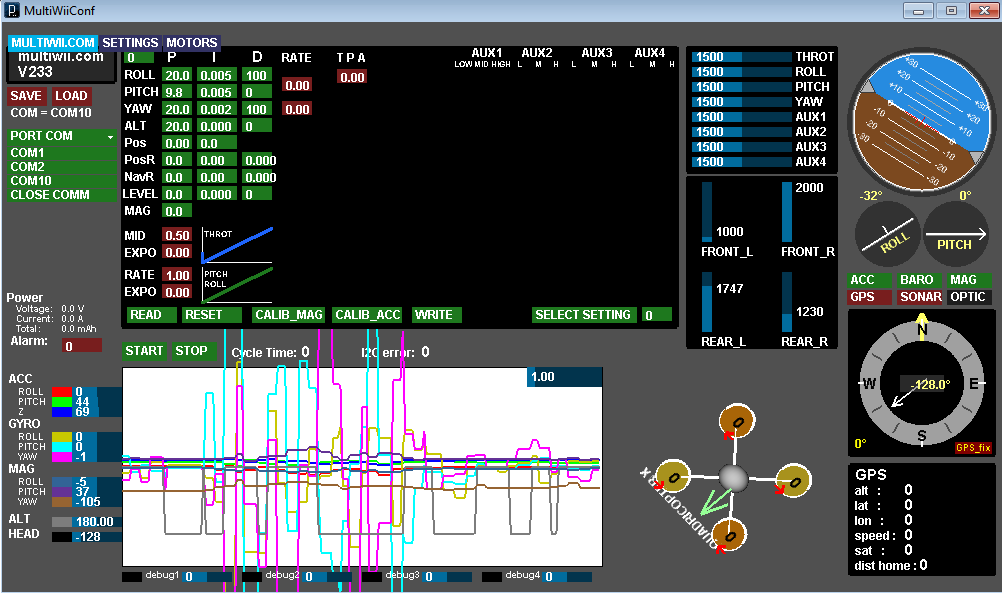 MultiWiiConf
MULTIWII.COM SETTINGS MOTORS
multiwii.com
V233
SAVE LOAD
COM = COM10
PORT COM
COM1
COM2
COM10
CLOSE COMM
0 P I D RATE T P A
ROLL 20.0 0.005 100 0.00 0.00
PITCH 9.8 0.005 0
YAW 20.0 0.002 100 0.00
ALT 20.0 0.000 0
Pos 0.00 0.0
PosR 0.0 0.00 0.000
NavR 0.0 0.00 0.000
LEVEL 0.0 0.000 0
MAG 0.0
MID 0.50
EXPO 0.00
THROT
RATE 1.00
EXPO 0.00
PITCH
ROLL
AUX1 AUX2 AUX3 AUX4
LOW MID HIGH L M H L M H L M H
READ RESET CALIB_MAG CALIB_ACC WRITE SELECT SETTING 0
1500 THROT
1500 ROLL
1500 PITCH
1500 YAW
1500 AUX1
1500 AUX2
1500 AUX3
1500 AUX4
1000 2000
FRONT_L FRONT_R
1747 1230
REAR_L REAR_R
+30
+20
+10
0
-10
-20
-30
0
+20
+10
-10
-20
-30
-32° 0°
ROLL PITCH
ACC BARO MAG
GPS SONAR OPTIC
N
W -128.0° E
S
0° GPS_fix
Power
Voltage: 0.0 V
Current: 0.0 A
Total: 0.0 mAh
Alarm: 0
START STOP Cycle Time: 0 I2C error: 0
1.00
ACC
ROLL 0
PITCH 44
Z 69
GYRO
ROLL 0
PITCH 0
YAW -1
MAG
ROLL -5
PITCH 37
YAW -105
ALT 180.00
HEAD -128
debug1 0 debug2 0 debug3 0 debug4 0
0
0
0
0
QUADRICOPTER X
GPS
alt : 0
lat : 0
lon : 0
speed : 0
sat : 0
dist home : 0